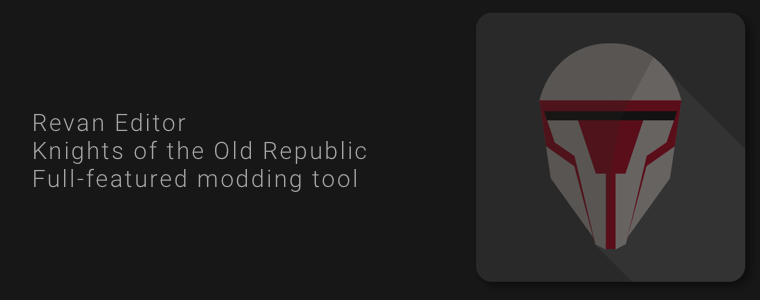 Revan Editor
Knights of the Old Republic
Full-featured modding tool